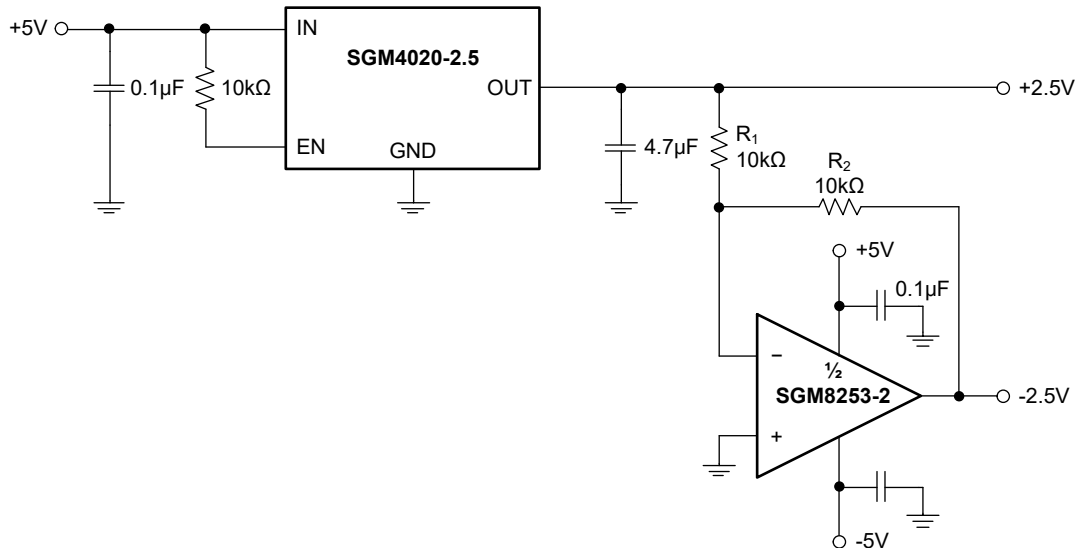 +5V
IN
SGM4020-2.5
0.1µF
10kΩ
OUT
+2.5V
EN
GND
4.7µF
R1
10kΩ
R2
10kΩ
+5V
0.1µF
−
½
SGM8253-2
-2.5V
+
-5V